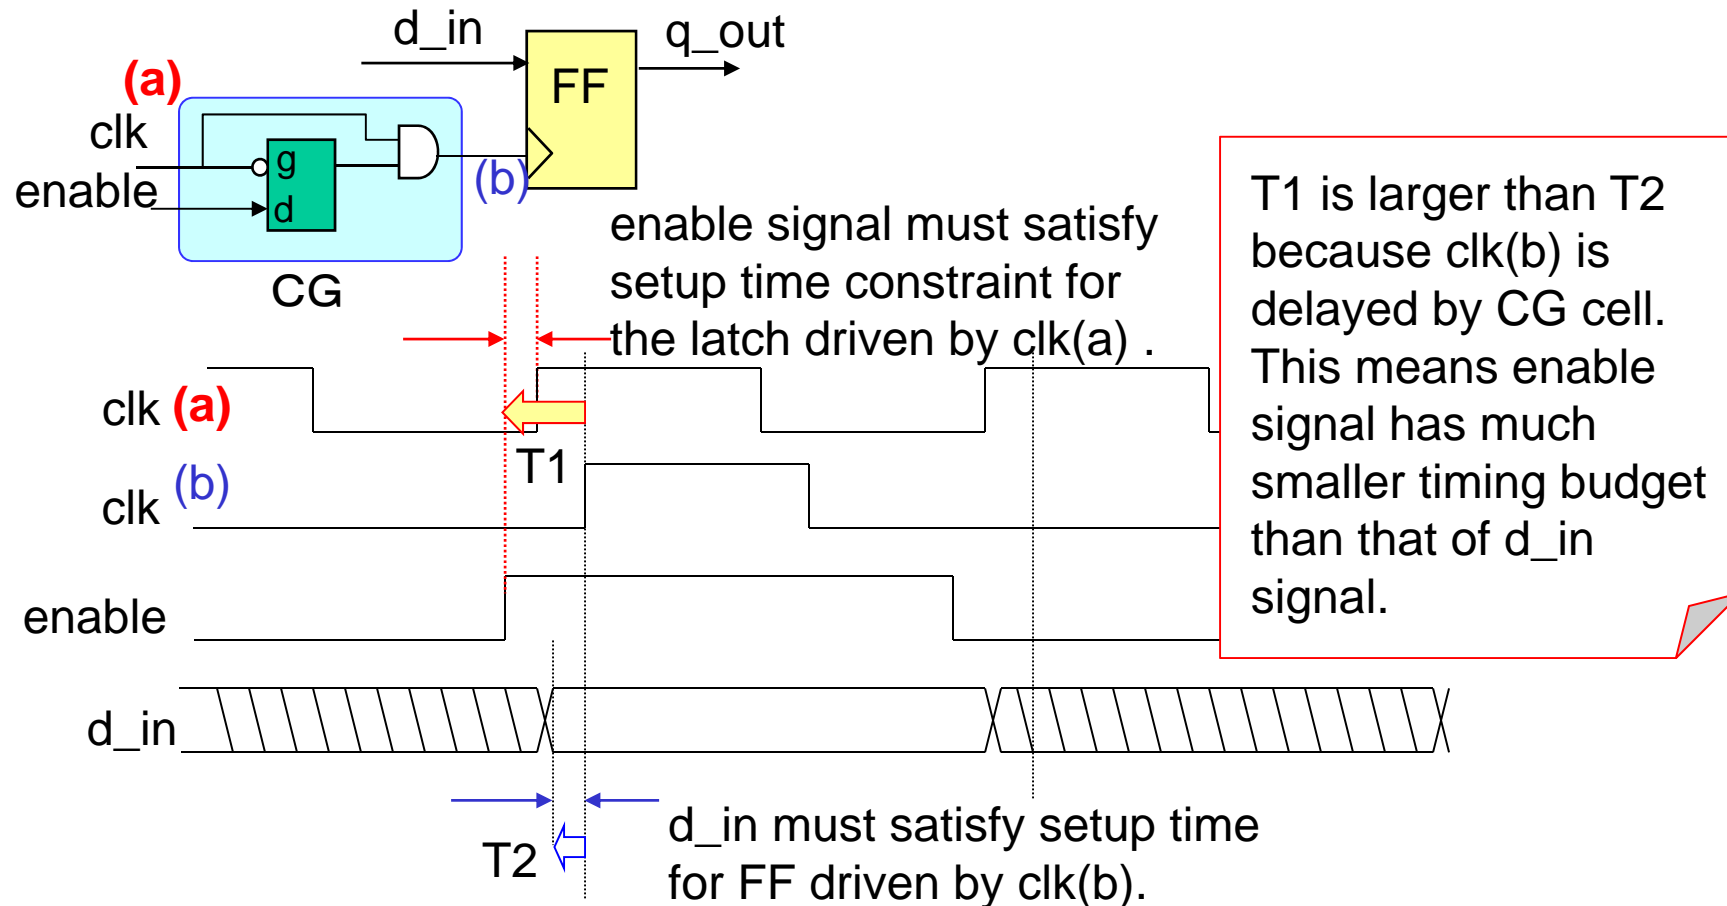 d_in
q_out
(a)
FF
clk
g
enable
d
(b)
CG
enable signal must satisfy
setup time constraint for
the latch driven by clk(a) .
T1 is larger than T2
because clk(b) is
delayed by CG cell.
This means enable
signal has much
smaller timing budget
than that of d_in
signal.
clk (a)
T1
clk (b)
enable
d_in
T2
d_in must satisfy setup time
for FF driven by clk(b).